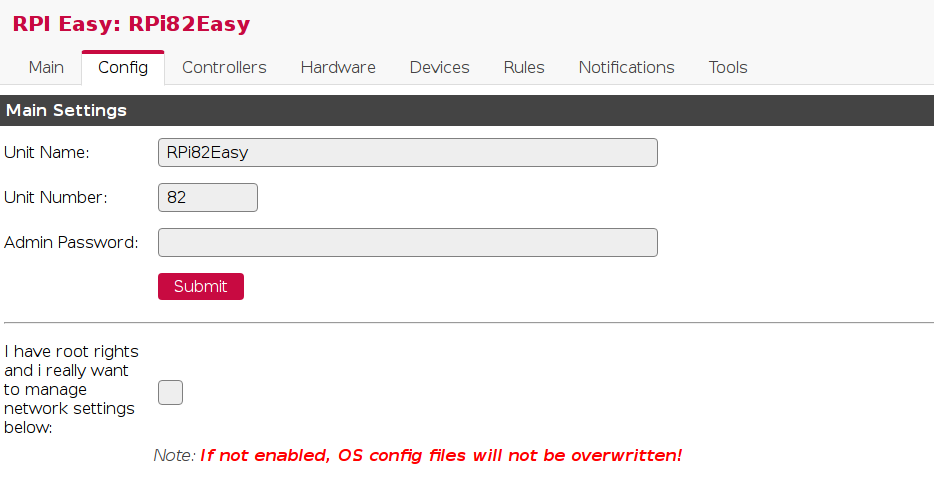 RPI Easy: RPi82Easy
Main Config Controllers Hardware Devices Rules Notifications Tools
Main Settings
Unit Name: RPi82Easy
Unit Number: 82
Admin Password:
Submit
I have root rights
and i really want
to manage
network settings
below:
Note: If not enabled, OS config files will not be overwritten!